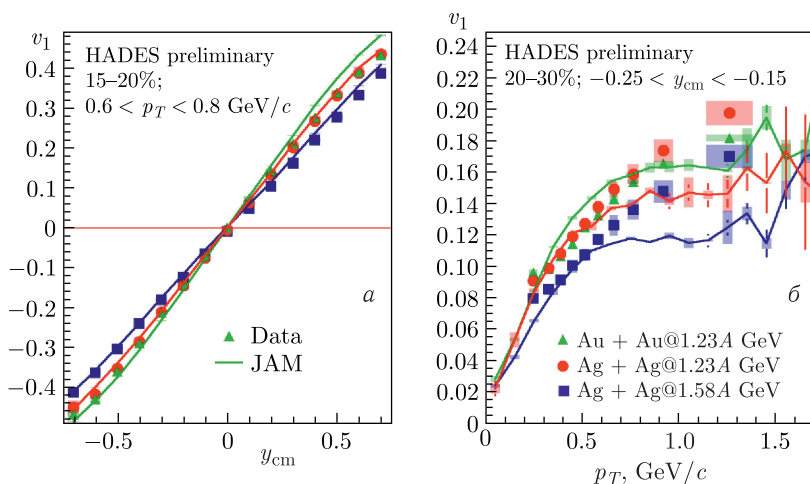 v₁
HADES preliminary
15–20%;
0.6 < p_T < 0.8 GeV/c
0.4
0.3
0.2
0.1
0
−0.1
−0.2
−0.3
−0.4
а
Data
JAM
−0.5 0 0.5
y_cm
v₁
HADES preliminary
20–30%; −0.25 < y_cm < −0.15
0.24
0.22
0.20
0.18
0.16
0.14
0.12
0.10
0.08
0.06
0.04
0.02
0
б
Au + Au@1.23A GeV
Ag + Ag@1.23A GeV
Ag + Ag@1.58A GeV
0 0.5 1.0 1.5
p_T, GeV/c